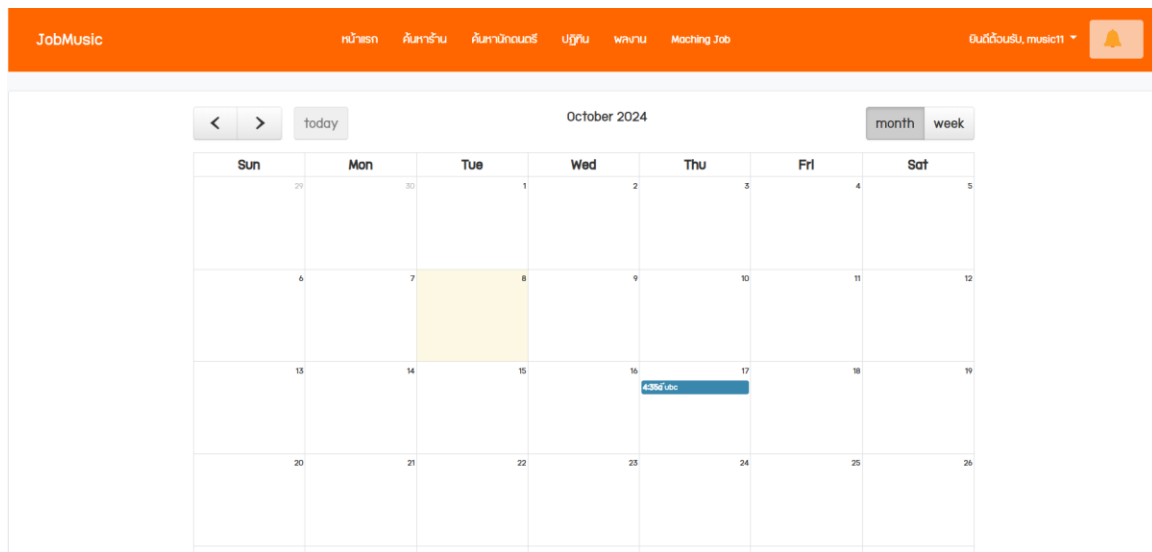 JobMusic หน้าแรก ค้นหาร้าน ค้นหานักดนตรี ปฏิทิน ผลงาน Maching Job ยินดีต้อนรับ, music11
today October 2024 month week
Sun Mon Tue Wed Thu Fri Sat
29 30 1 2 3 4 5
6 7 8 9 10 11 12
13 14 15 16 17 18 19
ubc
20 21 22 23 24 25 26